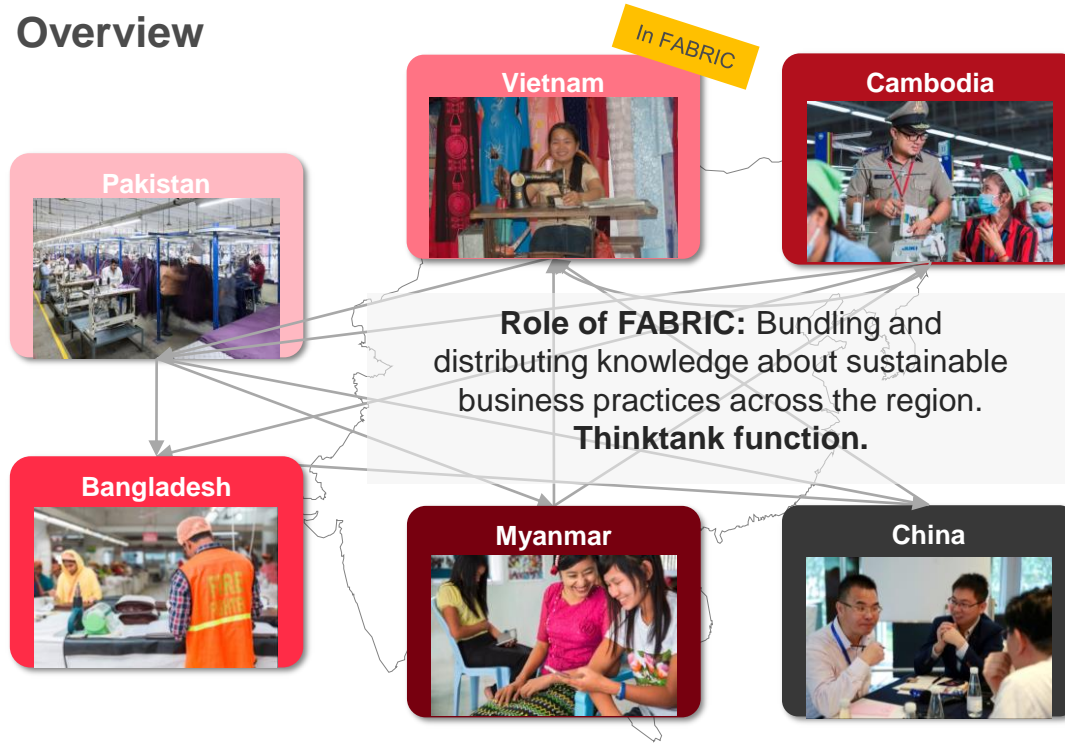 Overview
In FABRIC
Vietnam
Cambodia
Pakistan
Role of FABRIC: Bundling and
distributing knowledge about sustainable
business practices across the region.
Thinktank function.
Bangladesh
Myanmar
China
FIRE